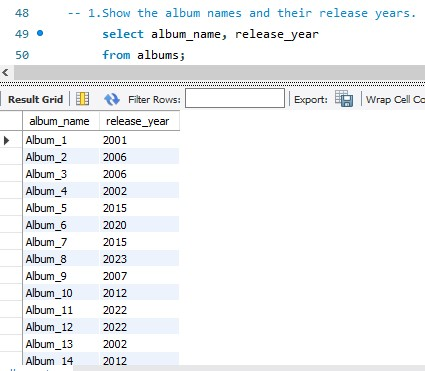 48 -- 1.Show the album names and their release years.
49 select album_name, release_year
50 from albums;
Result Grid Filter Rows: Export: Wrap Cell Co
album_name release_year
Album_1 2001
Album_2 2006
Album_3 2006
Album_4 2002
Album_5 2015
Album_6 2020
Album_7 2015
Album_8 2023
Album_9 2007
Album_10 2012
Album_11 2022
Album_12 2022
Album_13 2002
Album_14 2012